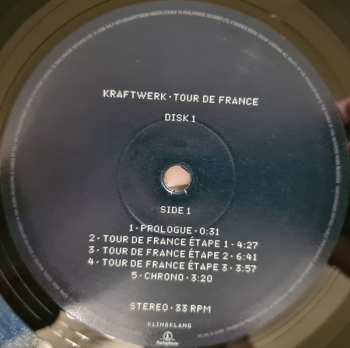 KRAFTWERK · TOUR DE FRANCE
DISK 1
SIDE 1
1 · PROLOGUE · 0:31
2 · TOUR DE FRANCE ÉTAPE 1 · 4:27
3 · TOUR DE FRANCE ÉTAPE 2 · 6:41
4 · TOUR DE FRANCE ÉTAPE 3 · 3:57
5 · CHRONO · 3:20
STEREO · 33 RPM
KLINGKLANG
Parlophone